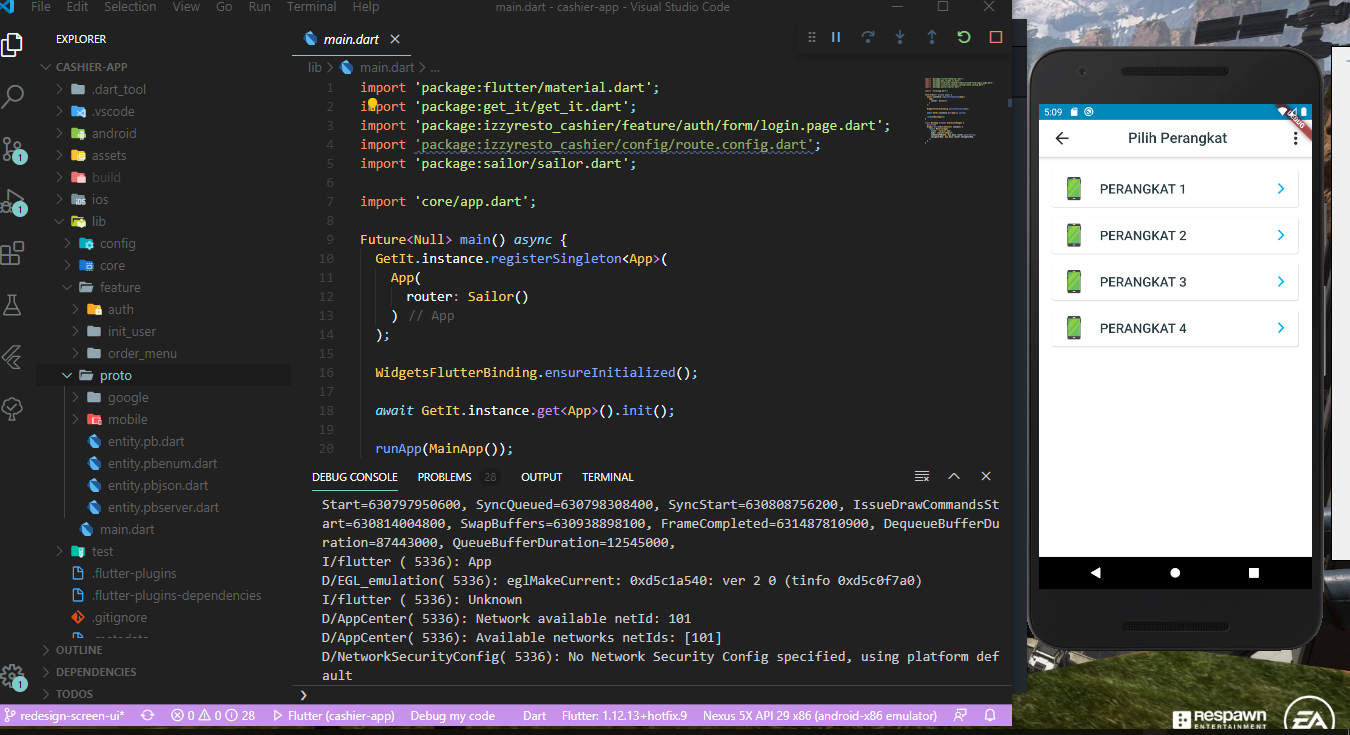 File Edit Selection View Go Run Terminal Help
main.dart - cashier-app - Visual Studio Code
EXPLORER
CASHIER-APP
.dart_tool
.vscode
android
assets
build
ios
lib
config
core
feature
auth
init_user
order_menu
proto
google
mobile
entity.pb.dart
entity.pbenum.dart
entity.pbjson.dart
entity.pbserver.dart
main.dart
test
.flutter-plugins
.flutter-plugins-dependencies
.gitignore
.metadata
OUTLINE
DEPENDENCIES
TODOS
1
1
1
main.dart
lib > main.dart > ...
1 import 'package:flutter/material.dart';
2 import 'package:get_it/get_it.dart';
3 import 'package:izzyresto_cashier/feature/auth/form/login.page.dart';
4 import 'package:izzyresto_cashier/config/route.config.dart';
5 import 'package:sailor/sailor.dart';
6
7 import 'core/app.dart';
8
9 Future<Null> main() async {
10 GetIt.instance.registerSingleton<App>(
11 App(
12 router: Sailor()
13 ) // App
14 );
15
16 WidgetsFlutterBinding.ensureInitialized();
17
18 await GetIt.instance.get<App>().init();
19
20 runApp(MainApp());
DEBUG CONSOLE PROBLEMS 28 OUTPUT TERMINAL
Start=630797950600, SyncQueued=630798308400, SyncStart=630808756200, IssueDrawCommandsSt
art=630814004800, SwapBuffers=630938898100, FrameCompleted=631487810900, DequeueBufferDu
ration=87443000, QueueBufferDuration=12545000,
I/flutter ( 5336): App
D/EGL_emulation( 5336): eglMakeCurrent: 0xd5c1a540: ver 2 0 (tinfo 0xd5c0f7a0)
I/flutter ( 5336): Unknown
D/AppCenter( 5336): Network available netId: 101
D/AppCenter( 5336): Available networks netIds: [101]
D/NetworkSecurityConfig( 5336): No Network Security Config specified, using platform def
ault
redesign-screen-ui* 0 0 28 Flutter (cashier-app) Debug my code Dart Flutter: 1.12.13+hotfix.9 Nexus 5X API 29 x86 (android-x86 emulator)
5:09
DEBUG
Pilih Perangkat
PERANGKAT 1
PERANGKAT 2
PERANGKAT 3
PERANGKAT 4
RESPAWN
ENTERTAINMENT
EA